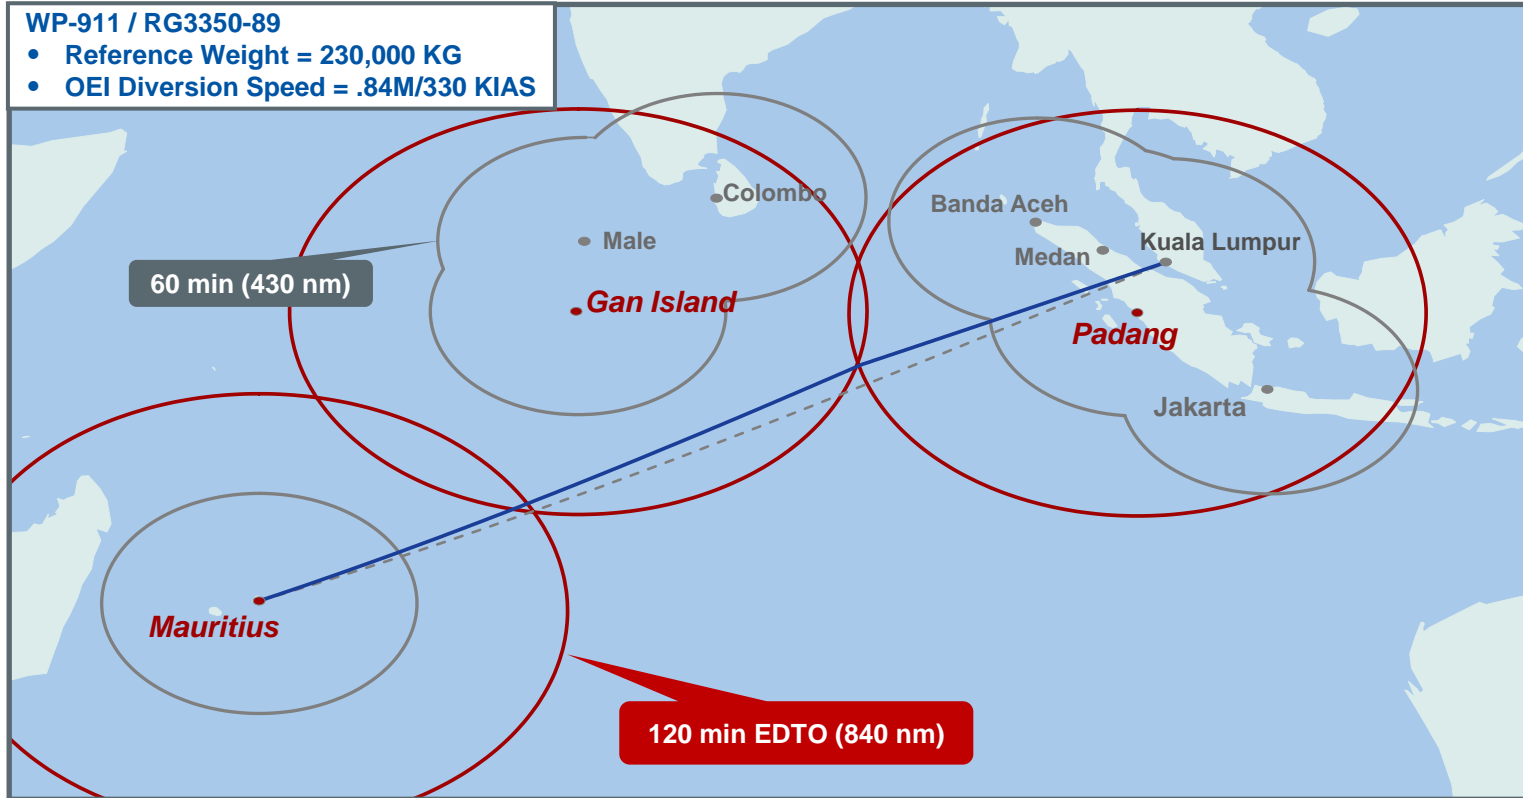 WP-911 / RG3350-89
• Reference Weight = 230,000 KG
• OEI Diversion Speed = .84M/330 KIAS
Colombo
Banda Aceh
Male
Kuala Lumpur
Medan
60 min (430 nm)
Gan Island
Padang
Jakarta
Mauritius
120 min EDTO (840 nm)